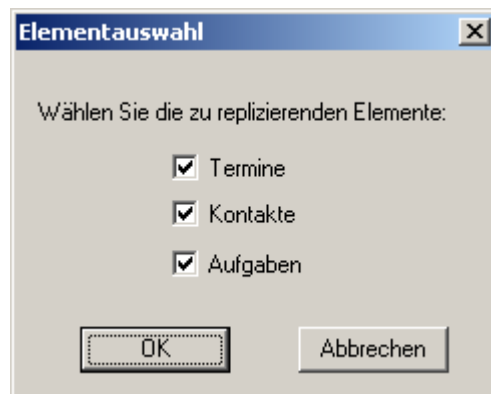 Elementauswahl
Wählen Sie die zu replizierenden Elemente:
Termine
Kontakte
Aufgaben
OK Abbrechen